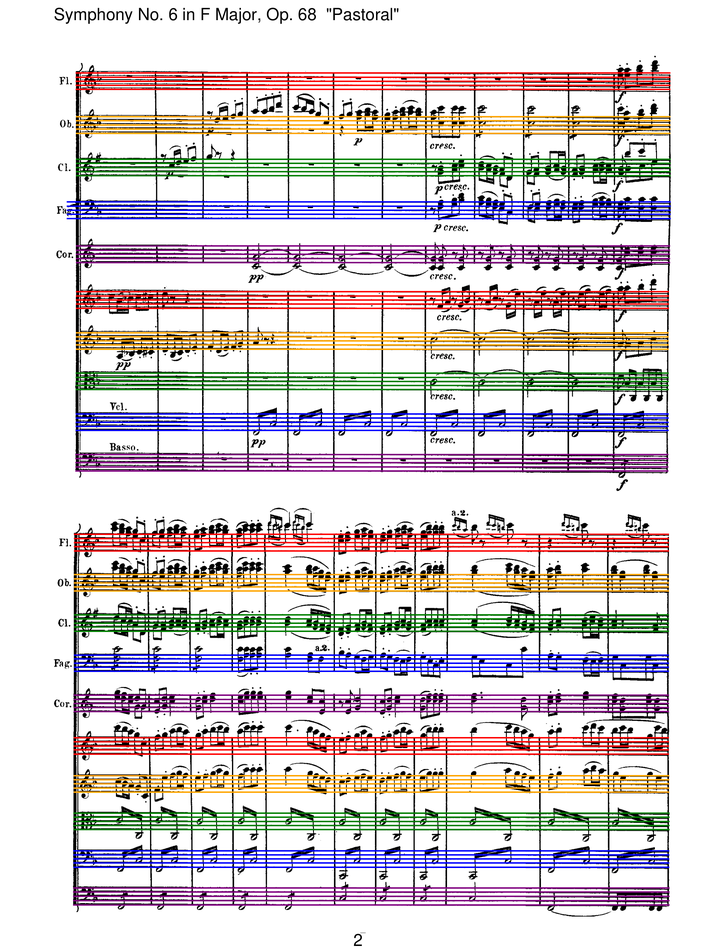 Symphony No. 6 in F Major, Op. 68 "Pastoral"
Fl.
f
Ob.
p
p
cresc.
f
Cl.
p
p cresc.
f
Fag.
p cresc.
f
Cor.
pp
cresc.
f
cresc.
f
pp
cresc.
f
cresc.
f
Vcl.
pp
cresc.
f
Basso.
f
a.2.
Fl.
Ob.
Cl.
a.2.
Fag.
Cor.
2